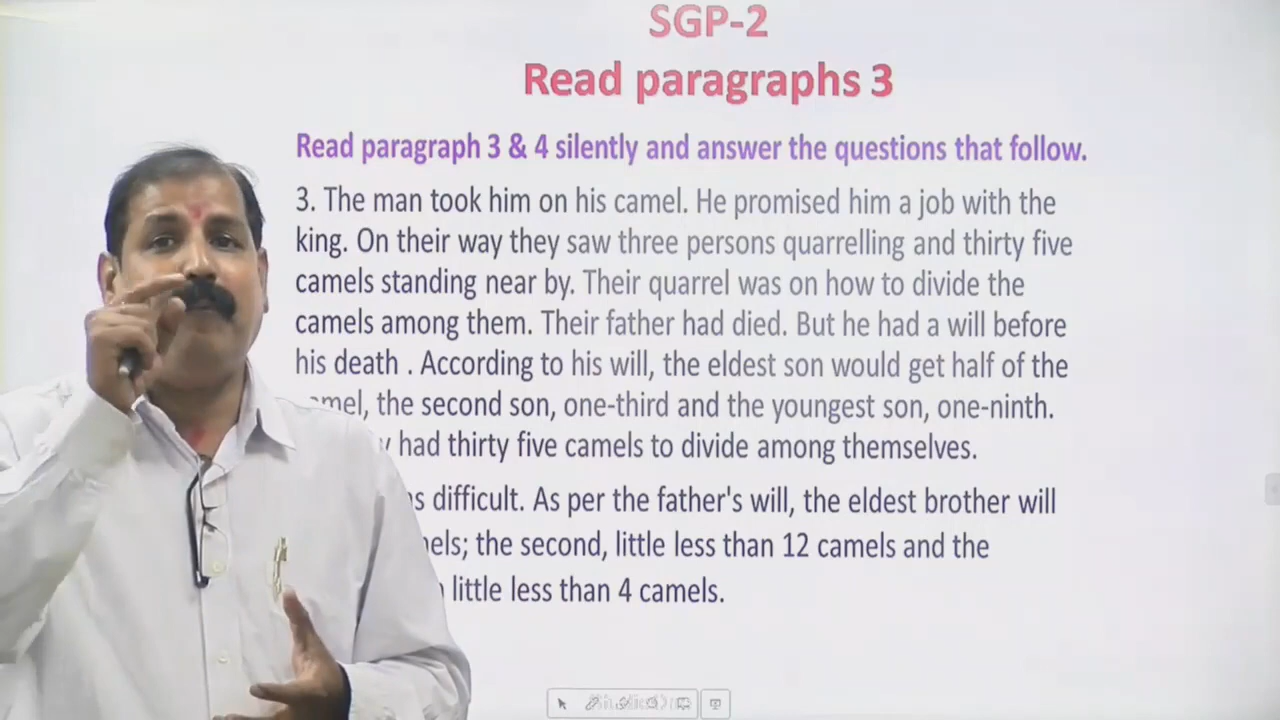 SGP-2
Read paragraphs 3
Read paragraph 3 & 4 silently and answer the questions that follow.
3. The man took him on his camel. He promised him a job with the
king. On their way they saw three persons quarrelling and thirty five
camels standing near by. Their quarrel was on how to divide the
camels among them. Their father had died. But he had a will before
his death . According to his will, the eldest son would get half of the
the second son, one-third and the youngest son, one-ninth.
had thirty five camels to divide among themselves.
difficult. As per the father's will, the eldest brother will
the second, little less than 12 camels and the
little less than 4 camels.